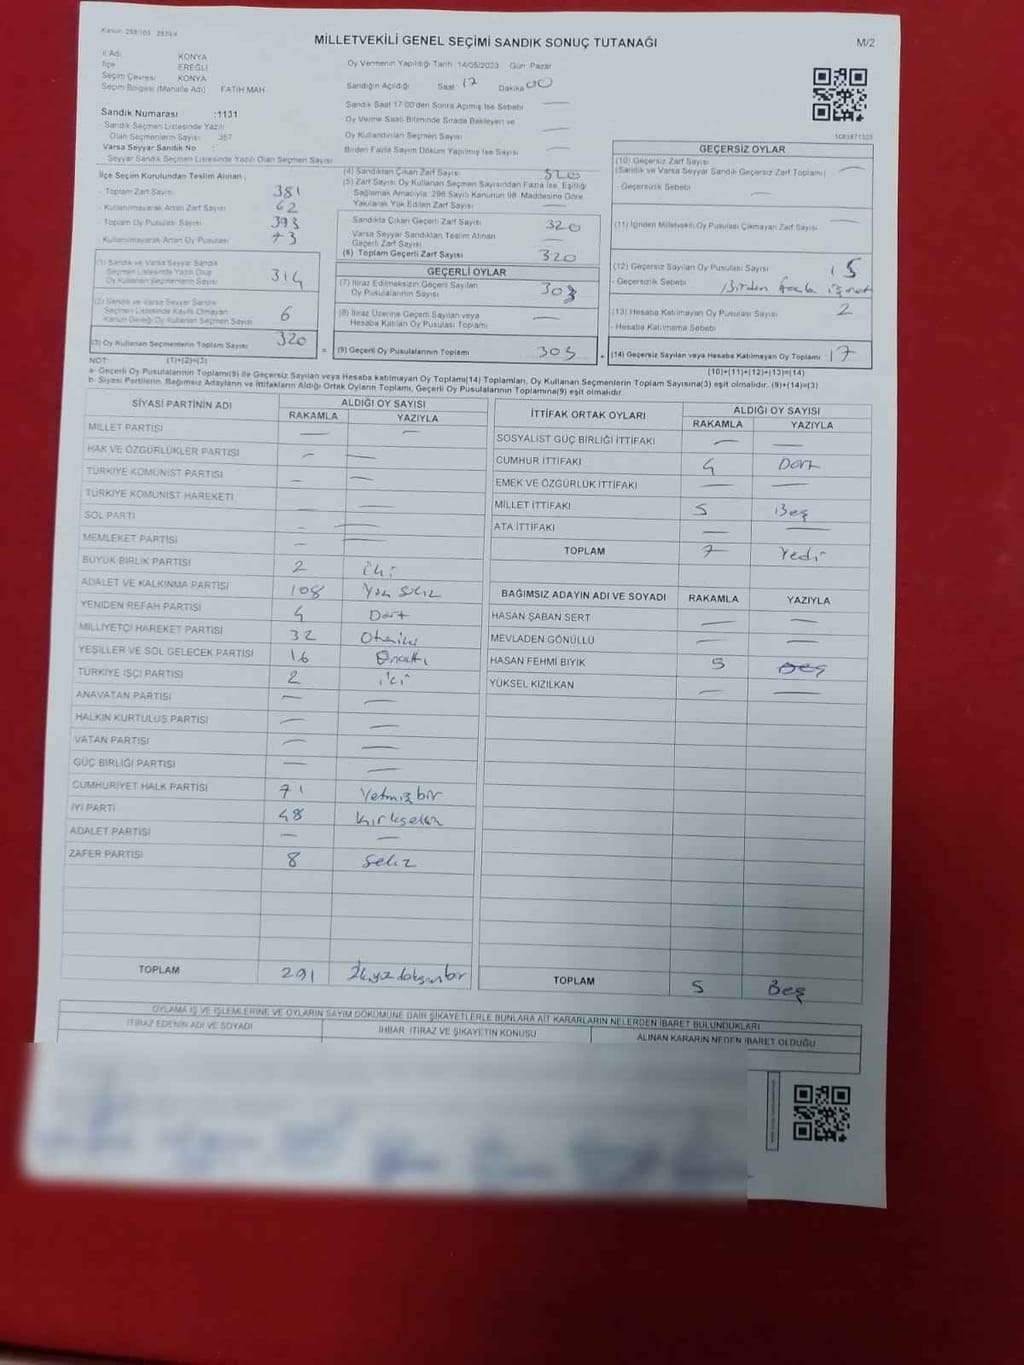 Kanun: 298/103 2839/4
MİLLETVEKİLİ GENEL SEÇİMİ SANDIK SONUÇ TUTANAĞI
M/2
İl Adı KONYA
İlçe EREĞLİ
Seçim Çevresi KONYA
Seçim Bölgesi (Mahalle Adı) FATİH MAH
Sandık Numarası :1131
Sandık Seçmen Listesinde Yazılı
Olan Seçmenlerin Sayısı 357
Varsa Seyyar Sandık No :
Seyyar Sandık Seçmen Listesinde Yazılı Olan Seçmen Sayısı
Oy Vermenin Yapıldığı Tarih 14/05/2023 Gün Pazar
Sandığın Açıldığı Saat 17 Dakika 00
Sandık Saat 17.00'den Sonra Açılmış İse Sebebi —
Oy Verme Saati Bitiminde Sırada Bekleyen ve
Oy Kullandırılan Seçmen Sayısı —
Birden Fazla Sayım Döküm Yapılmış İse Sayısı —
İlçe Seçim Kurulundan Teslim Alınan :
- Toplam Zarf Sayısı 381
- Kullanılmayarak Artan Zarf Sayısı 62
Toplam Oy Pusulası Sayısı 393
- Kullanılmayarak Artan Oy Pusulası 73
(1) Sandık ve Varsa Seyyar Sandık
Seçmen Listesinde Yazılı Olup
Oy Kullanan Seçmenlerin Sayısı 314
(2) Sandık ve Varsa Seyyar Sandık
Seçmen Listesinde Kaydı Olmayan
Kanun Gereği Oy Kullanan Seçmen Sayısı 6
(3) Oy Kullanan Seçmenlerin Toplam Sayısı 320
(1)+(2)=(3)
(4) Sandıktan Çıkan Zarf Sayısı 320
(5) Zarf Sayısı Oy Kullanan Seçmen Sayısından Fazla İse, Eşitliği
Sağlamak Amacıyla, 298 Sayılı Kanunun 98. Maddesine Göre
Yakılarak Yok Edilen Zarf Sayısı —
Sandıkta Çıkan Geçerli Zarf Sayısı 320
Varsa Seyyar Sandıktan Teslim Alınan
Geçerli Zarf Sayısı —
(6) Toplam Geçerli Zarf Sayısı 320
GEÇERLİ OYLAR
(7) İtiraz Edilmeksizin Geçerli Sayılan
Oy Pusulalarının Sayısı 303
(8) İtiraz Üzerine Geçerli Sayılan veya
Hesaba Katılan Oy Pusulası Toplamı —
= (9) Geçerli Oy Pusulalarının Toplamı 303
GEÇERSİZ OYLAR
(10) Geçersiz Zarf Sayısı
(Sandık ve Varsa Seyyar Sandık Geçersiz Zarf Toplamı) —
- Geçersizlik Sebebi —
(11) İçinden Milletvekili Oy Pusulası Çıkmayan Zarf Sayısı —
(12) Geçersiz Sayılan Oy Pusulası Sayısı 15
- Geçersizlik Sebebi Birden fazla
(13) Hesaba Katılmayan Oy Pusulası Sayısı 2
- Hesaba Katılmama Sebebi
+ (14) Geçersiz Sayılan veya Hesaba Katılmayan Oy Toplamı 17
(10)+(11)+(12)+(13)=(14)
NOT:
a- Geçerli Oy Pusulalarının Toplamı(9) ile Geçersiz Sayılan veya Hesaba katılmayan Oy Toplamı(14) Toplamları, Oy Kullanan Seçmenlerin Toplam Sayısına(3) eşit olmalıdır. (9)+(14)=(3)
b- Siyasi Partilerin, Bağımsız Adayların ve İttifakların Aldığı Ortak Oyların Toplamı, Geçerli Oy Pusulalarının Toplamına(9) eşit olmalıdır.
SİYASİ PARTİNİN ADI ALDIĞI OY SAYISI
RAKAMLA YAZIYLA
MİLLET PARTİSİ — —
HAK VE ÖZGÜRLÜKLER PARTİSİ — —
TÜRKİYE KOMÜNİST PARTİSİ — —
TÜRKİYE KOMÜNİST HAREKETİ —
SOL PARTİ — —
MEMLEKET PARTİSİ — —
BÜYÜK BİRLİK PARTİSİ 2 iki
ADALET VE KALKINMA PARTİSİ 108 Yüz Sekiz
YENİDEN REFAH PARTİSİ 4 Dört
MİLLİYETÇİ HAREKET PARTİSİ 32 Otuziki
YEŞİLLER VE SOL GELECEK PARTİSİ 16 Onaltı
TÜRKİYE İŞÇİ PARTİSİ 2 iki
ANAVATAN PARTİSİ — —
HALKIN KURTULUŞ PARTİSİ — —
VATAN PARTİSİ — —
GÜÇ BİRLİĞİ PARTİSİ — —
CUMHURİYET HALK PARTİSİ 71 Yetmişbir
İYİ PARTİ 48 kırksekiz
ADALET PARTİSİ — —
ZAFER PARTİSİ 8 Sekiz
TOPLAM 291 İkiyüzdoksanbir
İTTİFAK ORTAK OYLARI ALDIĞI OY SAYISI
RAKAMLA YAZIYLA
SOSYALİST GÜÇ BİRLİĞİ İTTİFAKI — —
CUMHUR İTTİFAKI 4 Dört
EMEK VE ÖZGÜRLÜK İTTİFAKI — —
MİLLET İTTİFAKI 5 Beş
ATA İTTİFAKI — —
TOPLAM 7 Yedi
BAĞIMSIZ ADAYIN ADI VE SOYADI RAKAMLA YAZIYLA
HASAN ŞABAN SERT — —
MEVLADEN GÖNÜLLÜ — —
HASAN FEHMİ BIYIK 5 Beş
YÜKSEL KIZILKAN — —
TOPLAM 5 Beş
OYLAMA İŞ VE İŞLEMLERİNE VE OYLARIN SAYIM DÖKÜMÜNE DAİR ŞİKAYETLERLE BUNLARA AİT KARARLARIN NELERDEN İBARET BULUNDUKLARI
İTİRAZ EDENİN ADI VE SOYADI İHBAR, İTİRAZ VE ŞİKAYETİN KONUSU ALINAN KARARIN NEDEN İBARET OLDUĞU